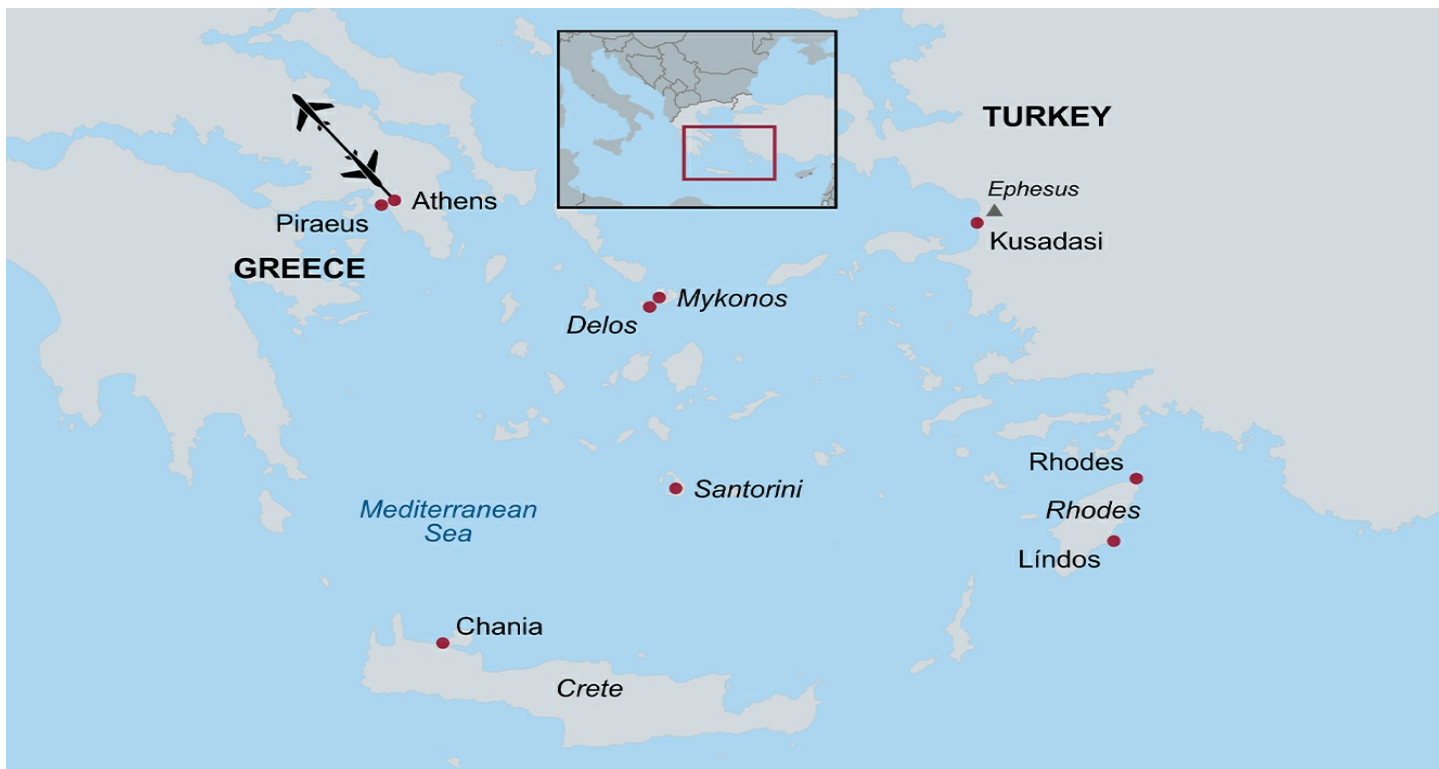 TURKEY
Ephesus
Athens
Piraeus
Kusadasi
GREECE
Mykonos
Delos
Rhodes
Santorini
Rhodes
Mediterranean
Sea
Líndos
Chania
Crete